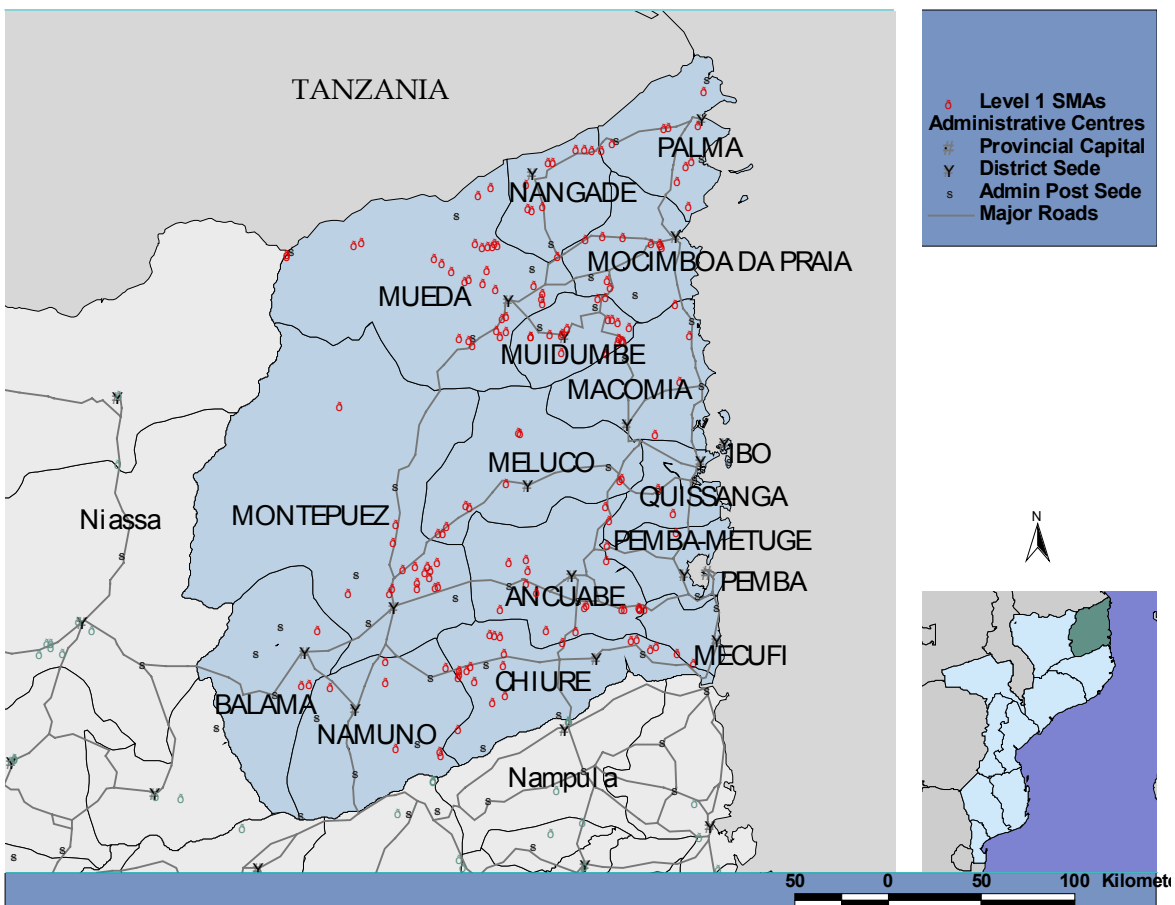 TANZANIA
PALMA
NANGADE
MOCIMBOA DA PRAIA
MUEDA
MUIDUMBE
MACOMIA
MELUCO
IBO
QUISSANGA
MONTEPUEZ
Niassa
PEMBA-METUGE
PEMBA
ANCUABE
MECUFI
CHIURE
BALAMA
NAMUNO
Nampula
Level 1 SMAs
Administrative Centres
Provincial Capital
District Sede
Admin Post Sede
Major Roads
N
50 0 50 100 Kilomete